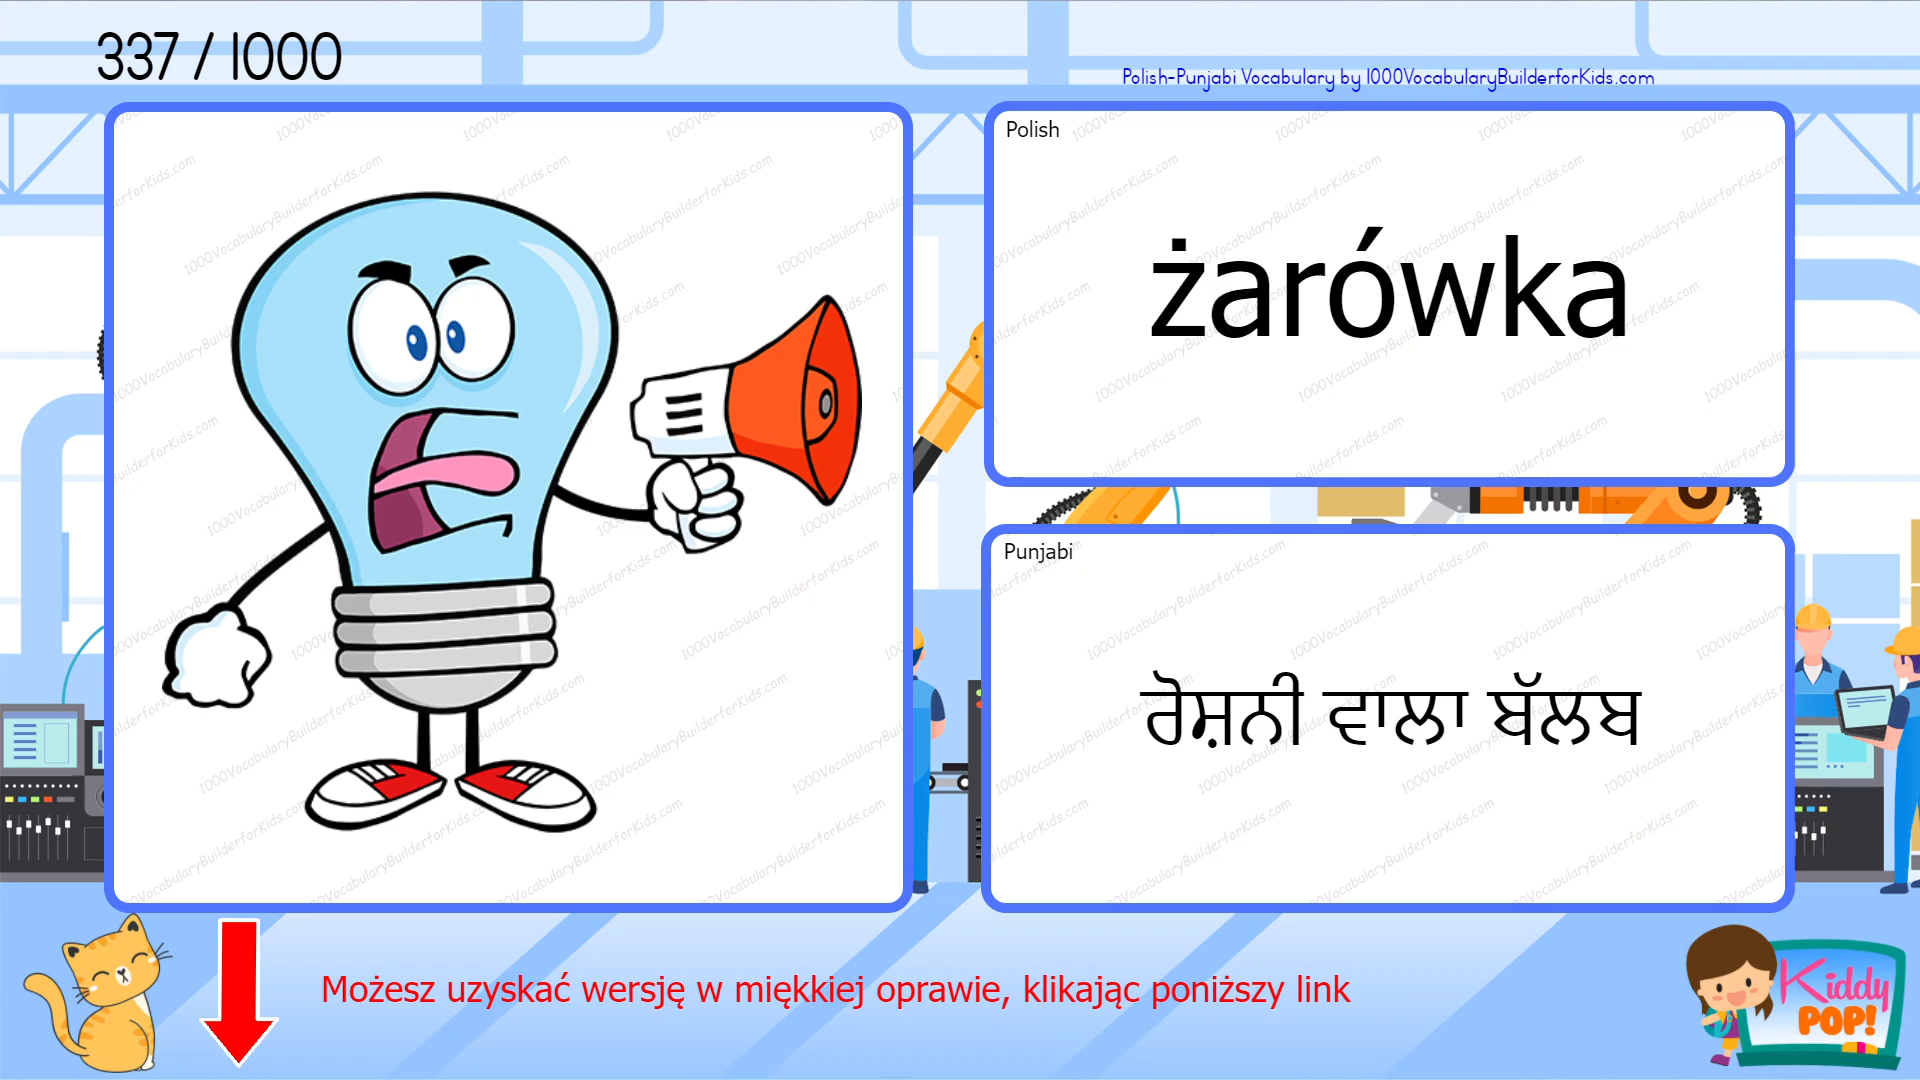 337 / 1000
Polish-Punjabi Vocabulary by 1000VocabularyBuilderforKids.com
Polish
żarówka
Punjabi
ਰੋਸ਼ਨੀ ਵਾਲਾ ਬੱਲਬ
Możesz uzyskać wersję w miękkiej oprawie, klikając poniższy link
Kiddy
POP!